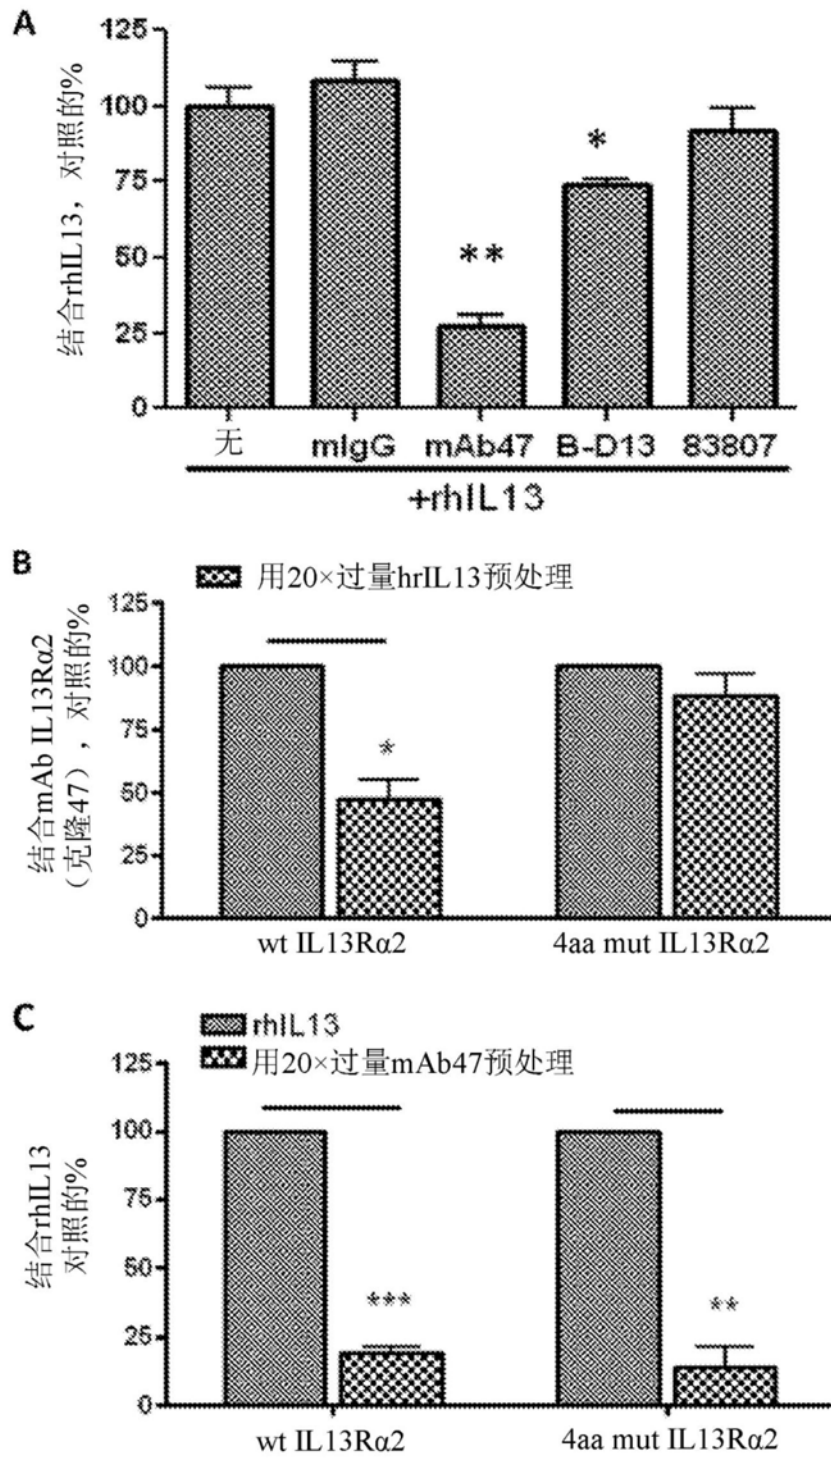 A
结合rhIL13，对照的%
125
100
75
50
25
0
*
**
无 mIgG mAb47 B-D13 83807
+rhIL13
B
用20×过量hrIL13预处理
结合mAb IL13Rα2
（克隆47），对照的%
125
100
75
50
25
0
*
wt IL13Rα2 4aa mut IL13Rα2
C
rhIL13
用20×过量mAb47预处理
结合rhIL13
对照的%
125
100
75
50
25
0
***
**
wt IL13Rα2 4aa mut IL13Rα2